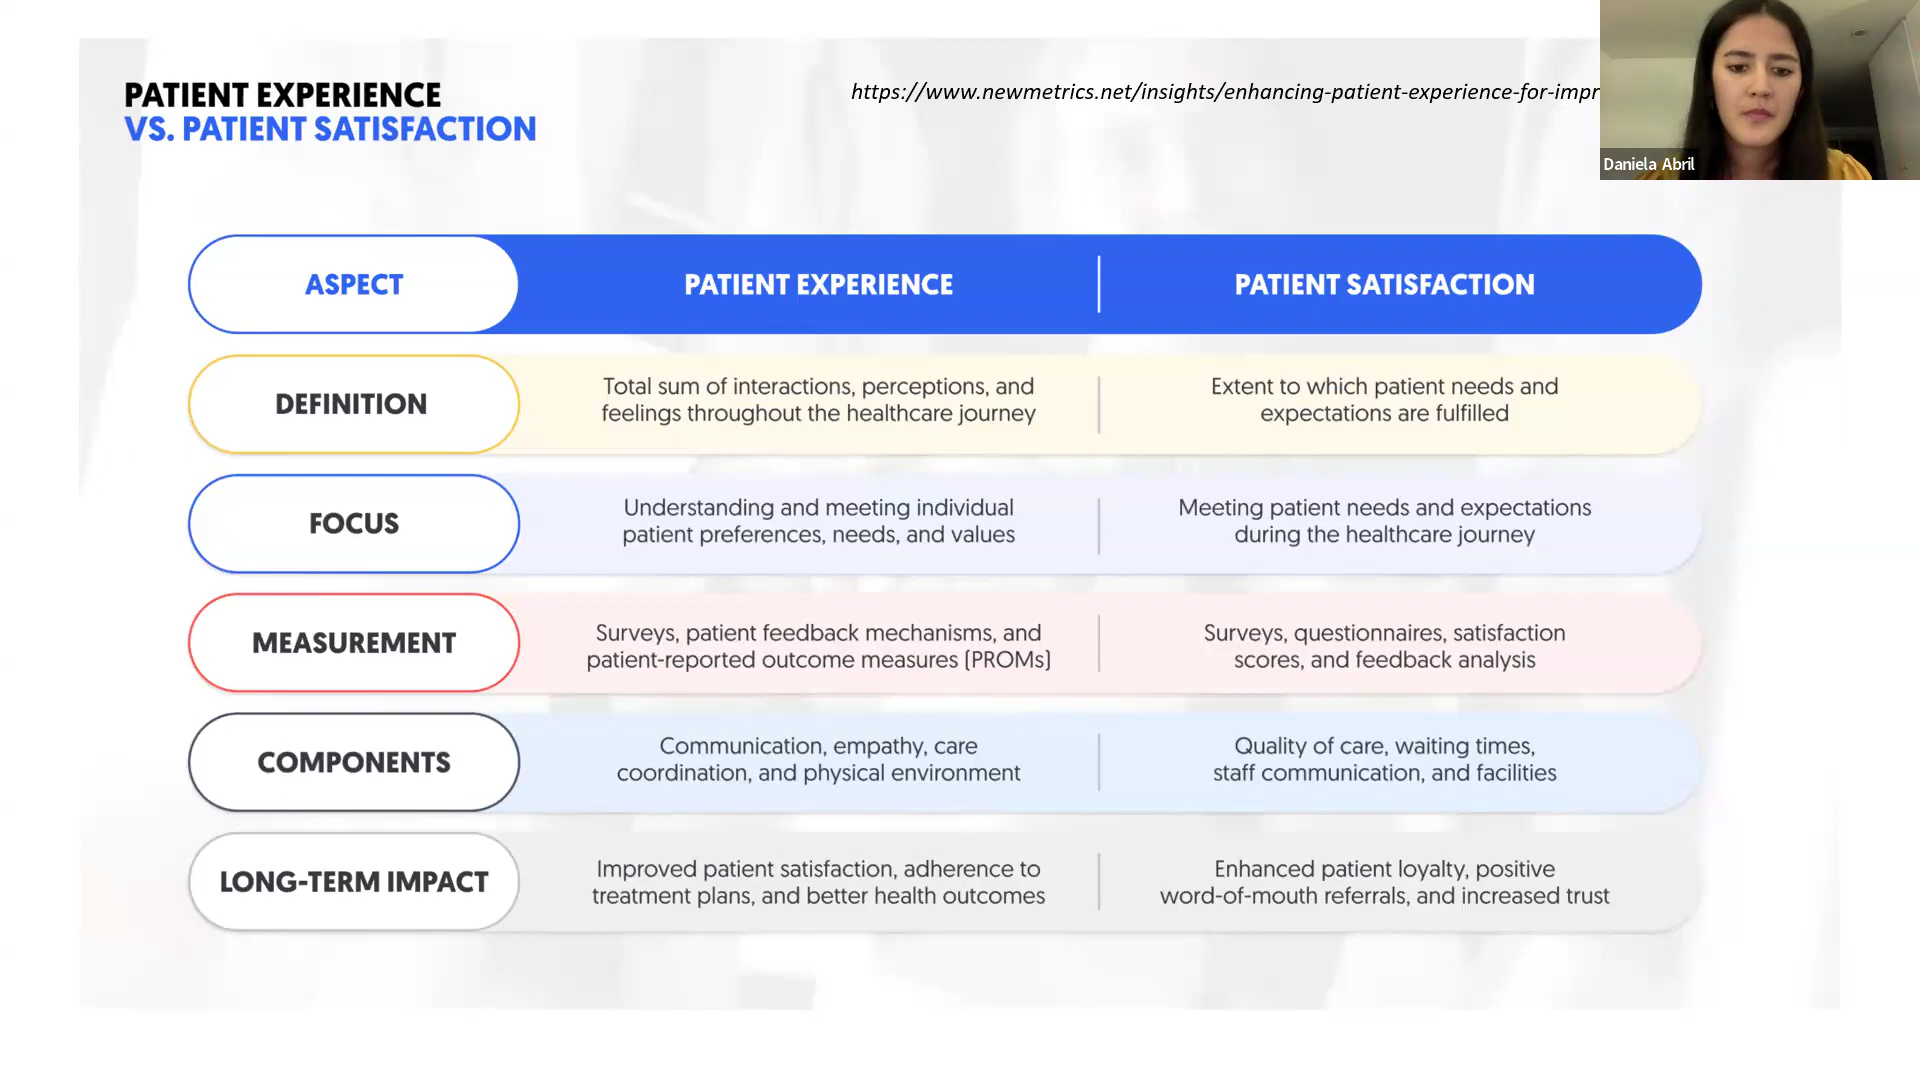 PATIENT EXPERIENCE
VS. PATIENT SATISFACTION
https://www.newmetrics.net/insights/enhancing-patient-experience-for-impr
Daniela Abril
ASPECT
PATIENT EXPERIENCE
PATIENT SATISFACTION
DEFINITION
Total sum of interactions, perceptions, and
feelings throughout the healthcare journey
Extent to which patient needs and
expectations are fulfilled
FOCUS
Understanding and meeting individual
patient preferences, needs, and values
Meeting patient needs and expectations
during the healthcare journey
MEASUREMENT
Surveys, patient feedback mechanisms, and
patient-reported outcome measures (PROMs)
Surveys, questionnaires, satisfaction
scores, and feedback analysis
COMPONENTS
Communication, empathy, care
coordination, and physical environment
Quality of care, waiting times,
staff communication, and facilities
LONG-TERM IMPACT
Improved patient satisfaction, adherence to
treatment plans, and better health outcomes
Enhanced patient loyalty, positive
word-of-mouth referrals, and increased trust